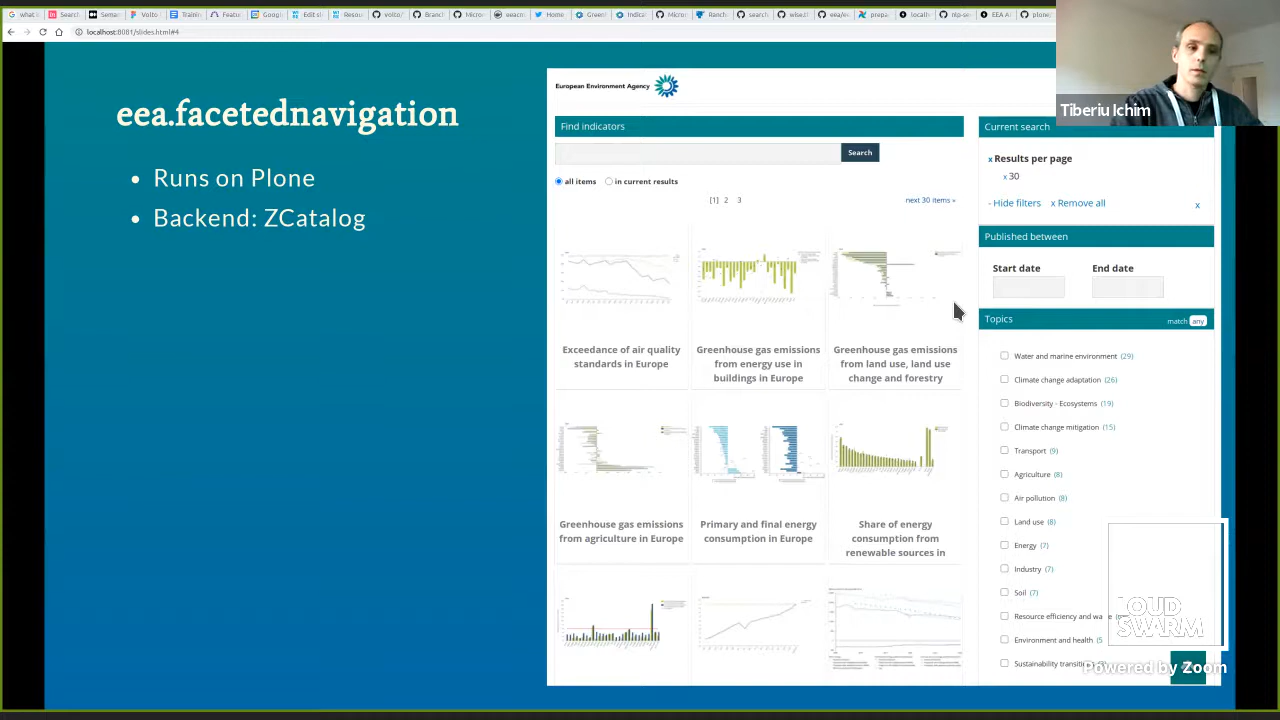 localhost:8081/slides.html#4
Tiberiu Ichim
eea.facetednavigation
Runs on Plone
Backend: ZCatalog
European Environment Agency
Find indicators
Search
all items
in current results
[1] 2 3
next 30 items »
Exceedance of air quality
standards in Europe
Greenhouse gas emissions
from energy use in
buildings in Europe
Greenhouse gas emissions
from land use, land use
change and forestry
Greenhouse gas emissions
from agriculture in Europe
Primary and final energy
consumption in Europe
Share of energy
consumption from
renewable sources in
Current search
x Results per page
x 30
- Hide filters x Remove all
x
Published between
Start date
End date
Topics
match any
Water and marine environment (29)
Climate change adaptation (26)
Biodiversity - Ecosystems (19)
Climate change mitigation (15)
Transport (9)
Agriculture (8)
Air pollution (8)
Land use (8)
Energy (7)
Industry (7)
Soil (7)
Resource efficiency and
Environment and health (5
Sustainability
LOUD
SWARM
Powered by Zoom